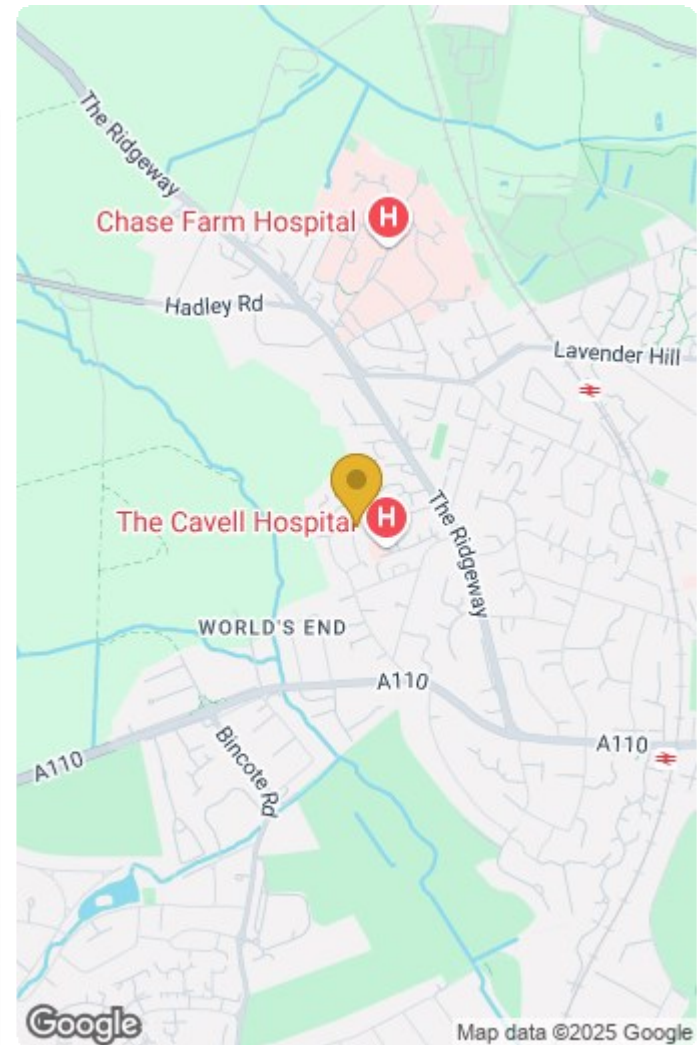 The Ridgeway
Chase Farm Hospital
H
Hadley Rd
Lavender Hill
The Cavell Hospital
H
The Ridgeway
WORLD'S END
A110
A110
A110
Bincote Rd
Google
Map data ©2025 Google